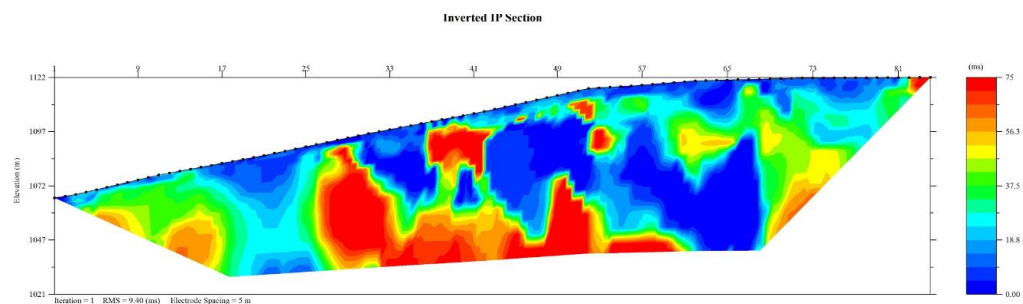 Inverted IP Section
1 9 17 25 33 41 49 57 65 73 81 (ms)
1122 75
1097 56.3
Elevation (m)
1072 37.5
1047 18.8
1021 0.00
Iteration = 1 RMS = 9.40 (ms) Electrode Spacing = 5 m